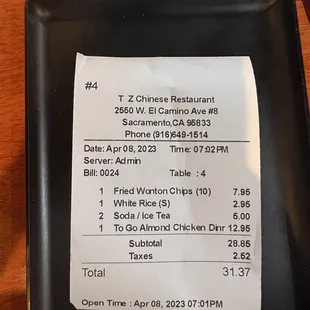 #4
T Z Chinese Restaurant
2550 W. El Camino Ave #8
Sacramento,CA 95833
Phone (916)649-1514
Date: Apr 08, 2023 Time: 07:02PM
Server: Admin
Bill: 0024 Table : 4
1 Fried Wonton Chips (10) 7.95
1 White Rice (S) 2.95
2 Soda / Ice Tea 5.00
1 To Go Almond Chicken Dinr 12.95
Subtotal 28.85
Taxes 2.52
Total 31.37
Open Time : Apr 08, 2023 07:01PM